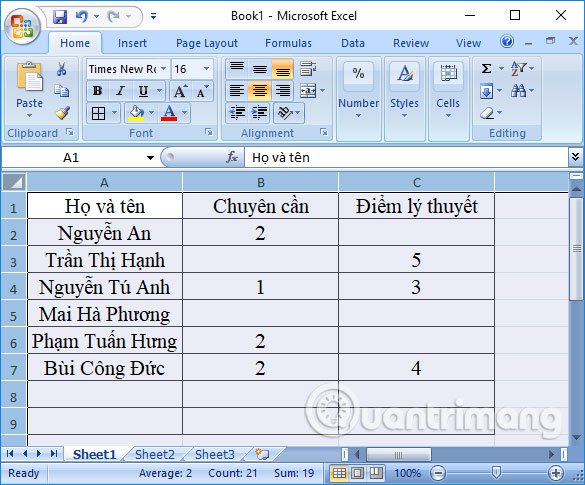 Book1 - Microsoft Excel
Home Insert Page Layout Formulas Data Review View
Paste
Clipboard
Times New Ro 16
B I U A A
A
Font
Alignment
%
Number
Styles
Cells
Σ
Editing
A1 fx Họ và tên
A B C
1 Họ và tên Chuyên cần Điểm lý thuyết
2 Nguyễn An 2
3 Trần Thị Hạnh 5
4 Nguyễn Tú Anh 1 3
5 Mai Hà Phương
6 Phạm Tuấn Hưng 2
7 Bùi Công Đức 2 4
8
9
Quantrimang
Sheet1 Sheet2 Sheet3
Ready Average: 2 Count: 21 Sum: 19 100%